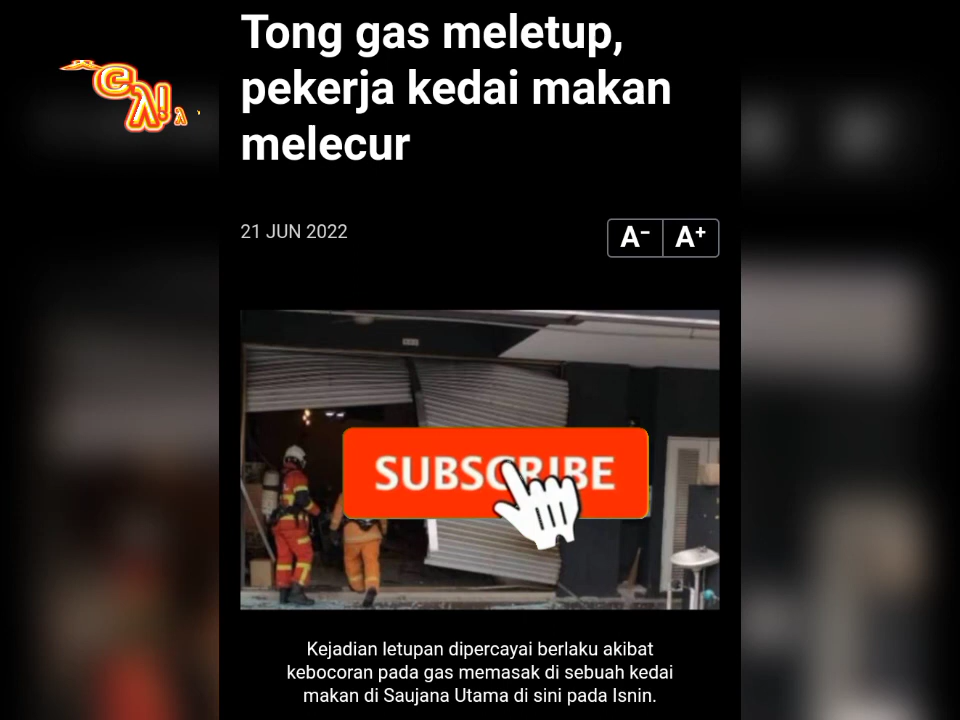 Tong gas meletup,
pekerja kedai makan
melecur
21 JUN 2022
A- A+
SUBSCRIBE
Kejadian letupan dipercayai berlaku akibat
kebocoran pada gas memasak di sebuah kedai
makan di Saujana Utama di sini pada Isnin.